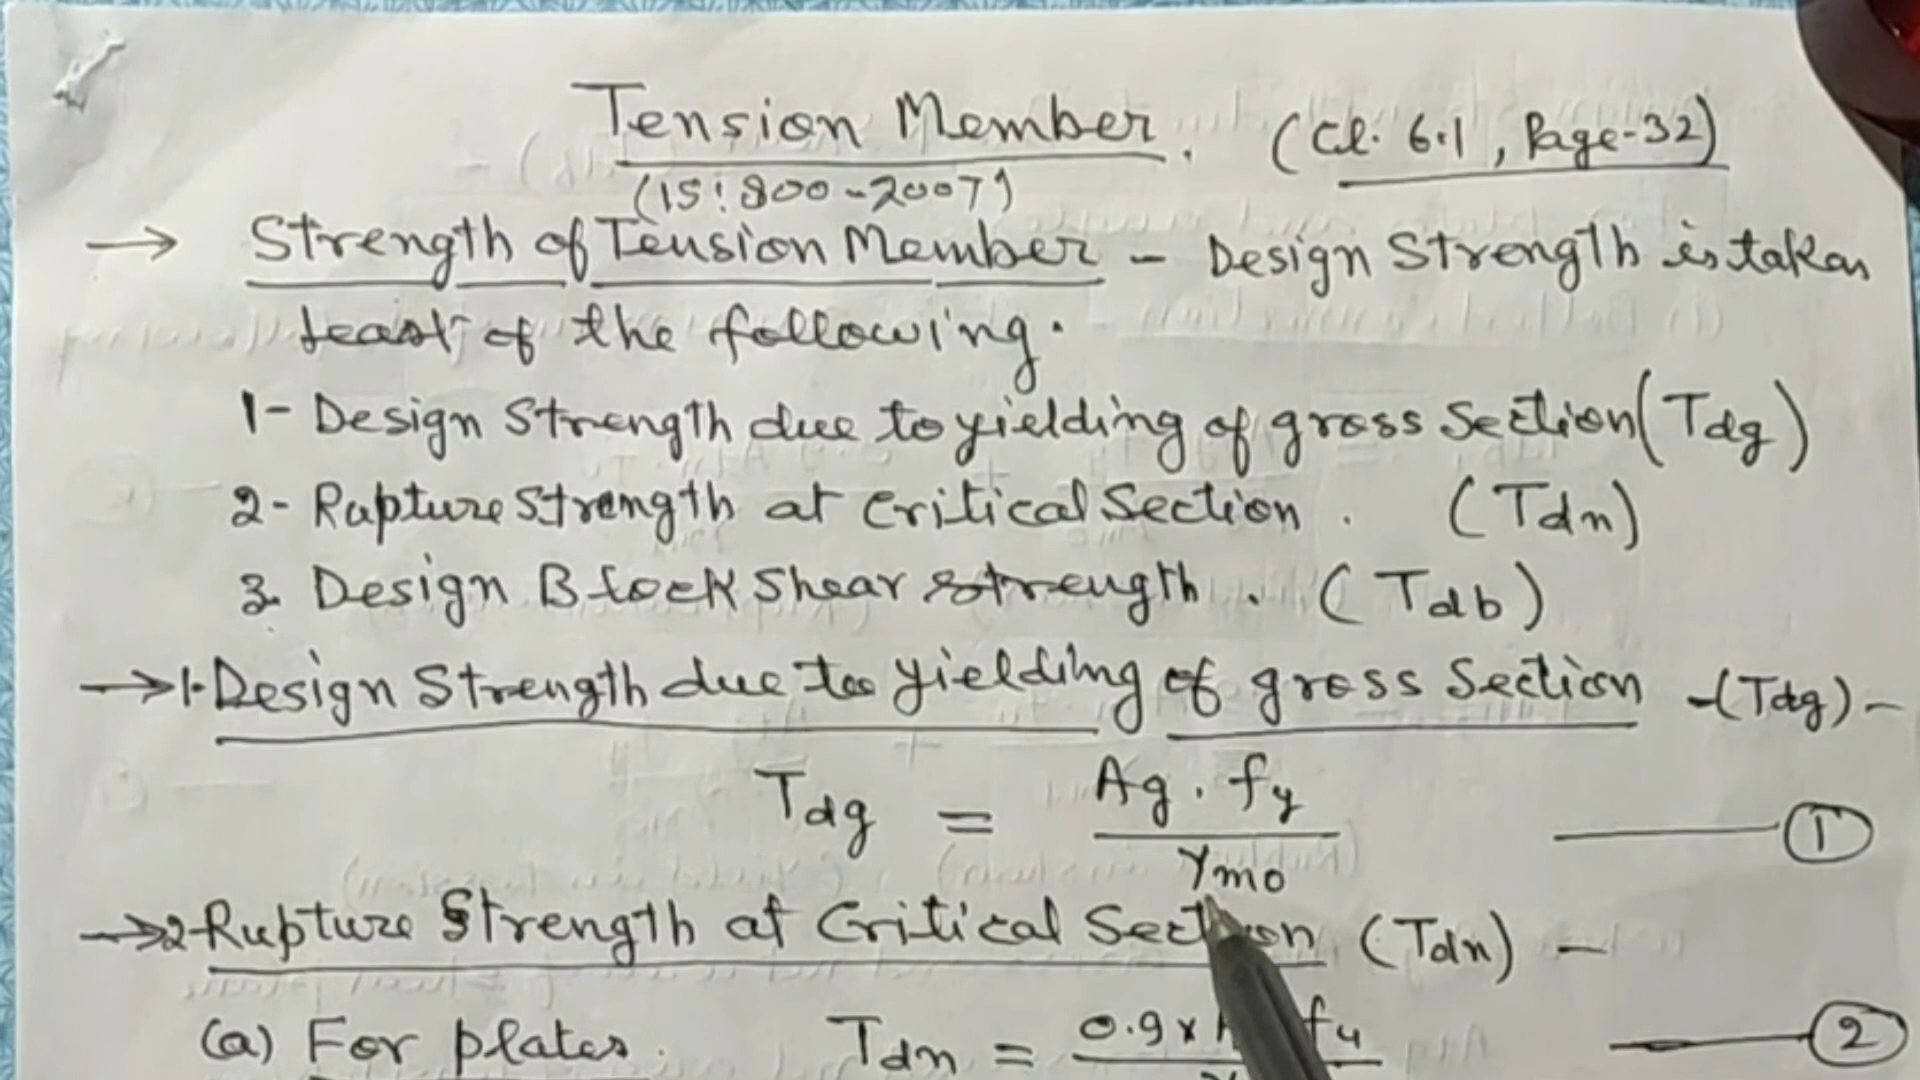 Tension Member. (Cl. 6.1, Page-32)
(IS: 800-2007)
→ Strength of Tension Member - Design Strength is taken
least of the following.
1- Design Strength due to yielding of gross Section (Tdg)
2- Rupture Strength at Critical Section. (Tdn)
3. Design Block Shear strength. (Tdb)
→ 1. Design Strength due to yielding of gross Section - (Tdg) -
Tdg = Ag. fy / γmo —— 1
→ 2- Rupture Strength at Critical Section (Tdn) -
(a) For plates. Tdn = 0.9 x fu —— 2